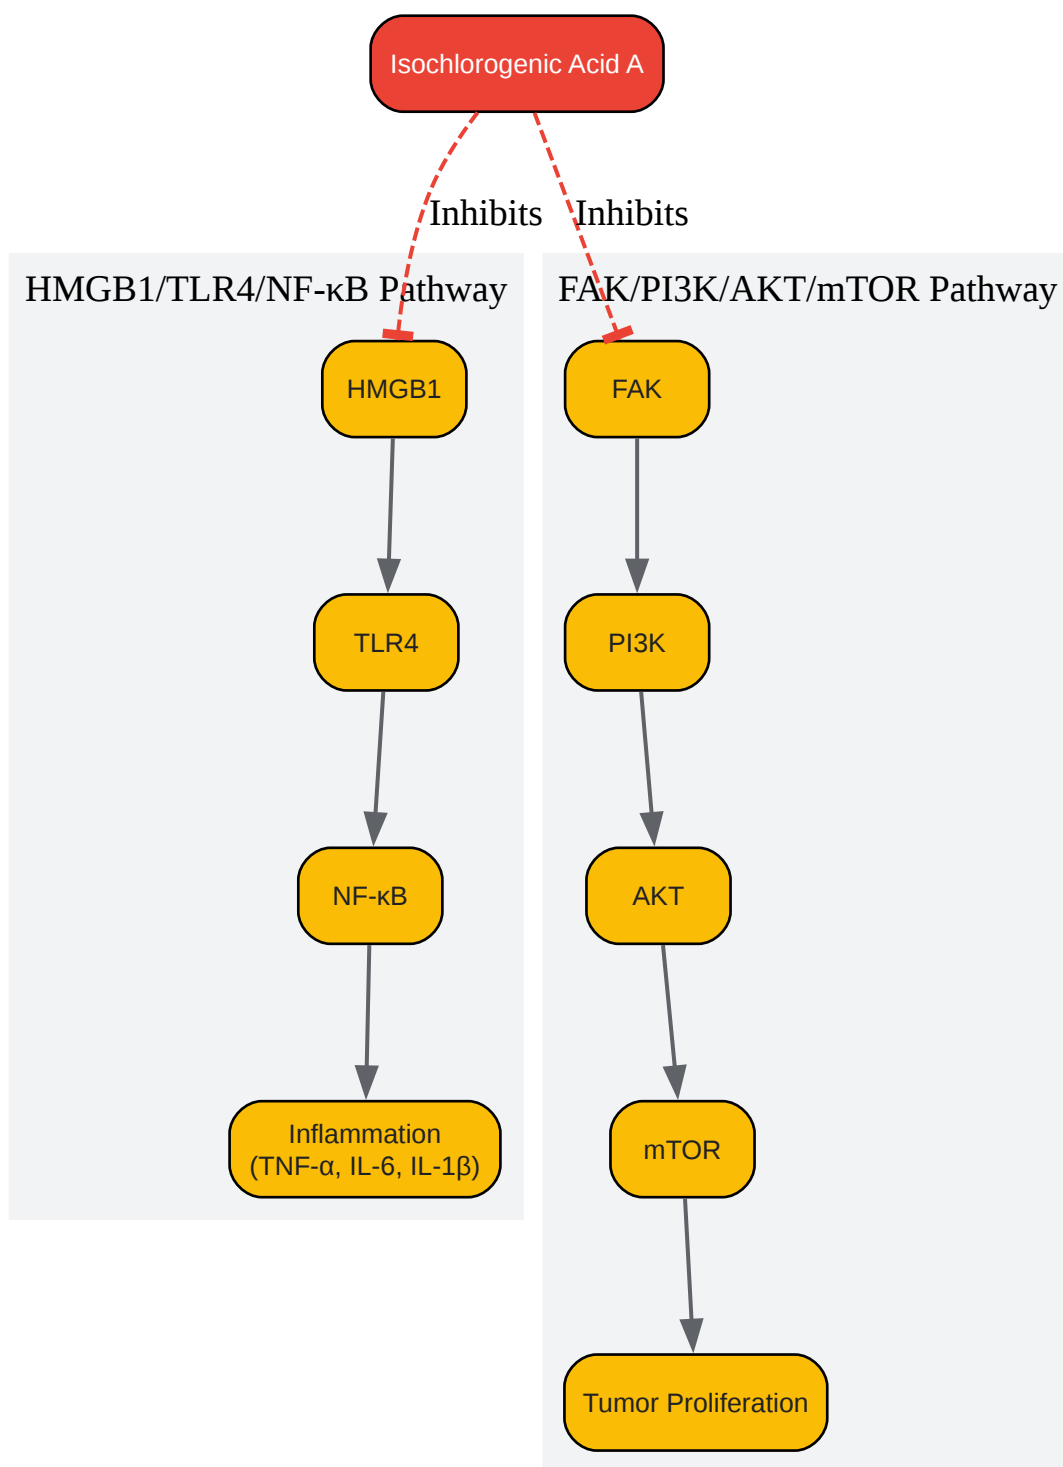 Isochlorogenic Acid A
Inhibits
Inhibits
HMGB1/TLR4/NF-κB Pathway
HMGB1
TLR4
NF-κB
Inflammation
(TNF-α, IL-6, IL-1β)
FAK/PI3K/AKT/mTOR Pathway
FAK
PI3K
AKT
mTOR
Tumor Proliferation